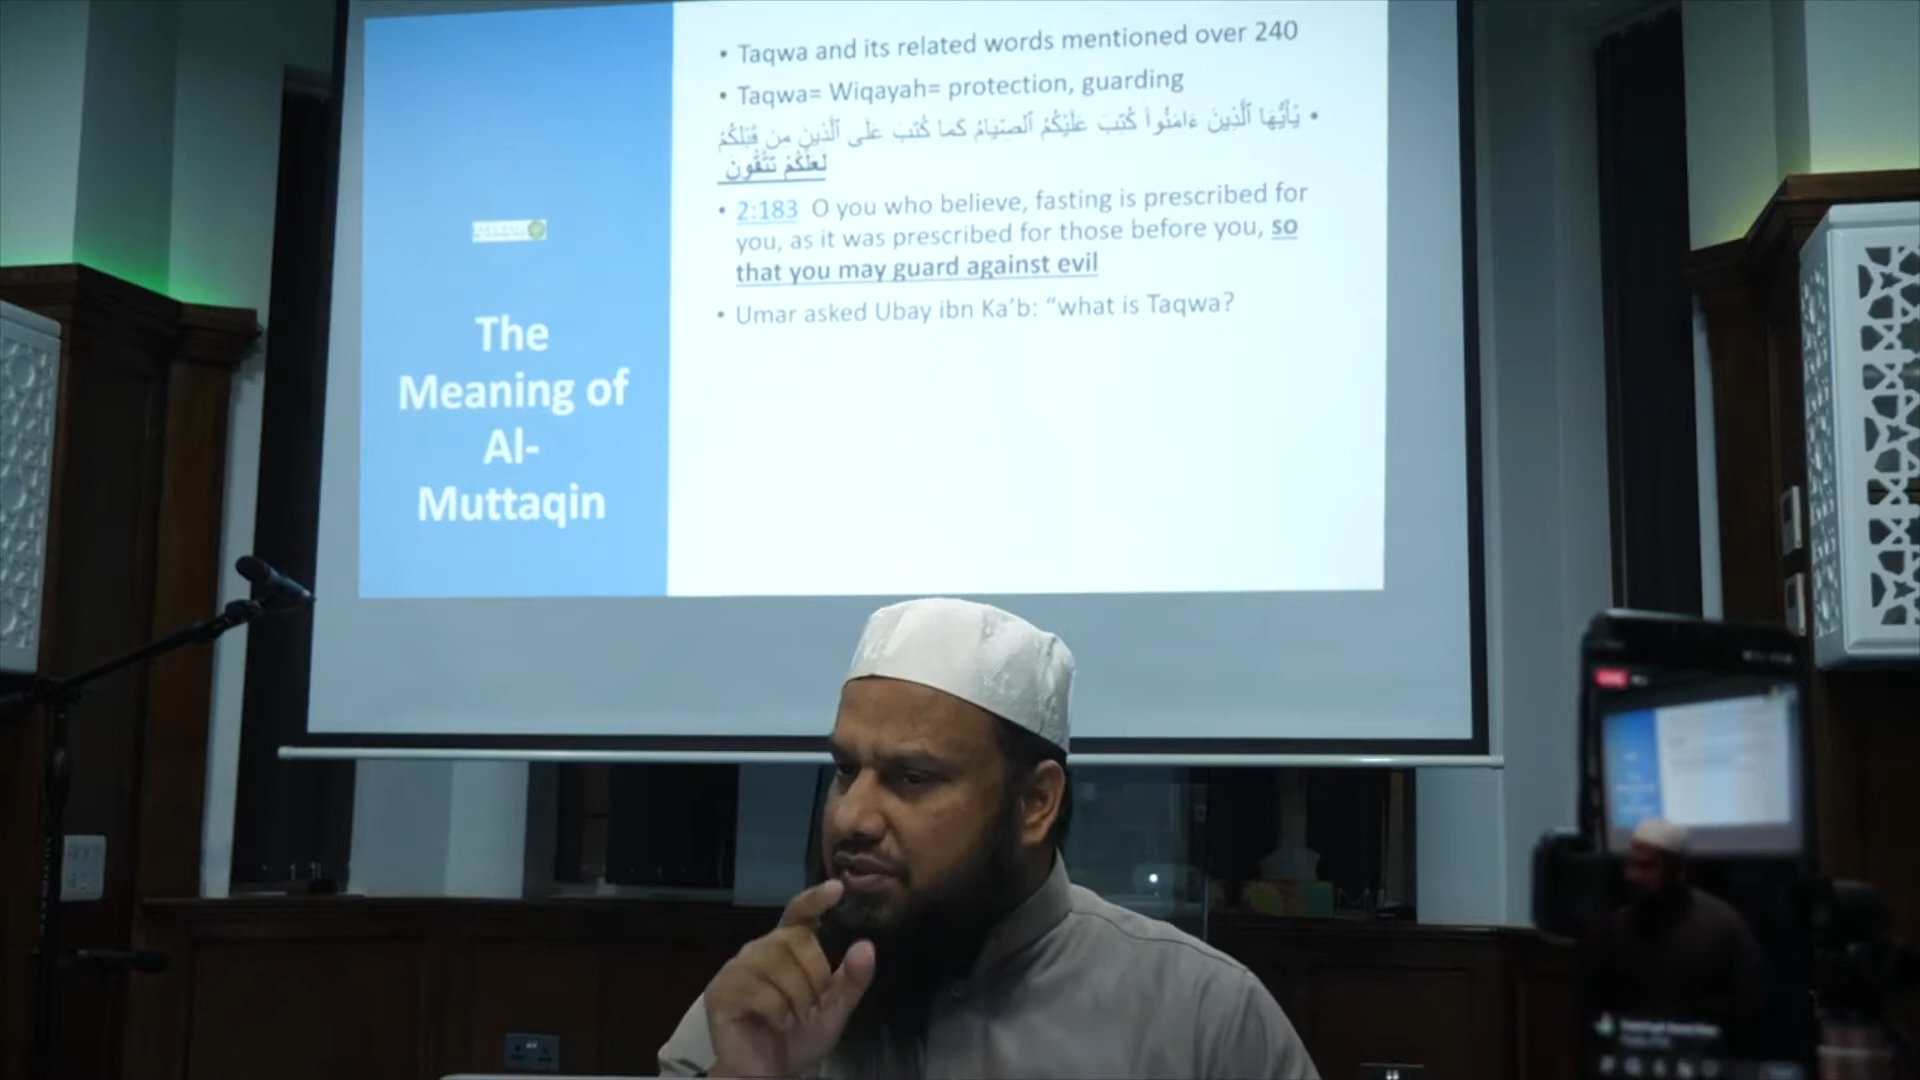 The
Meaning of
Al-
Muttaqin
• Taqwa and its related words mentioned over 240
• Taqwa= Wiqayah= protection, guarding
• يَٰٓأَيُّهَا ٱلَّذِينَ ءَامَنُوا۟ كُتِبَ عَلَيْكُمُ ٱلصِّيَامُ كَمَا كُتِبَ عَلَى ٱلَّذِينَ مِن قَبْلِكُمْ
لَعَلَّكُمْ تَتَّقُونَ
• 2:183 O you who believe, fasting is prescribed for
you, as it was prescribed for those before you, so
that you may guard against evil
• Umar asked Ubay ibn Ka’b: “what is Taqwa?